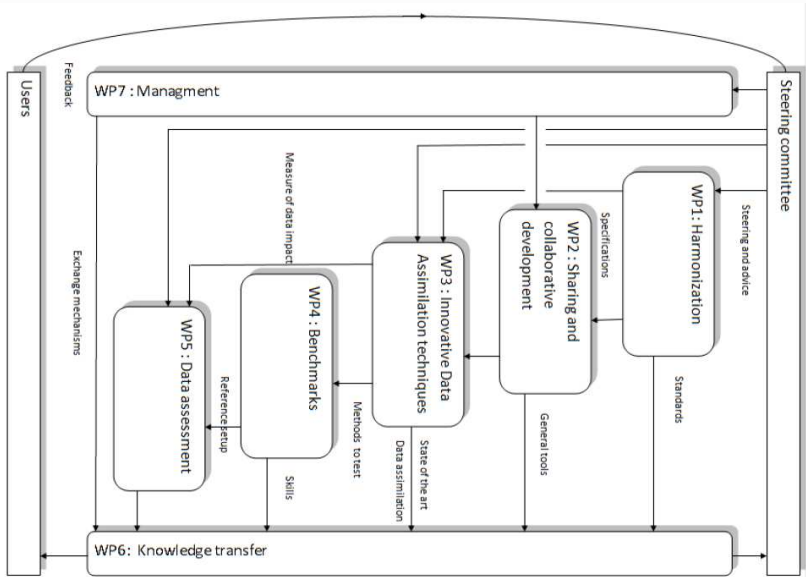 Steering committee
Users
Feedback
WP7 : Managment
Steering and advice
WP1: Harmonization
Specifications
Standards
WP2 : Sharing and
collaborative
development
General tools
WP3 : Innovative Data
Assimilation techniques
State of the art
Data assimilation
Measure of data impact
WP4 : Benchmarks
Methods to test
Skills
WP5 : Data assessment
Reference setup
Exchange mechanisms
WP6: Knowledge transfer